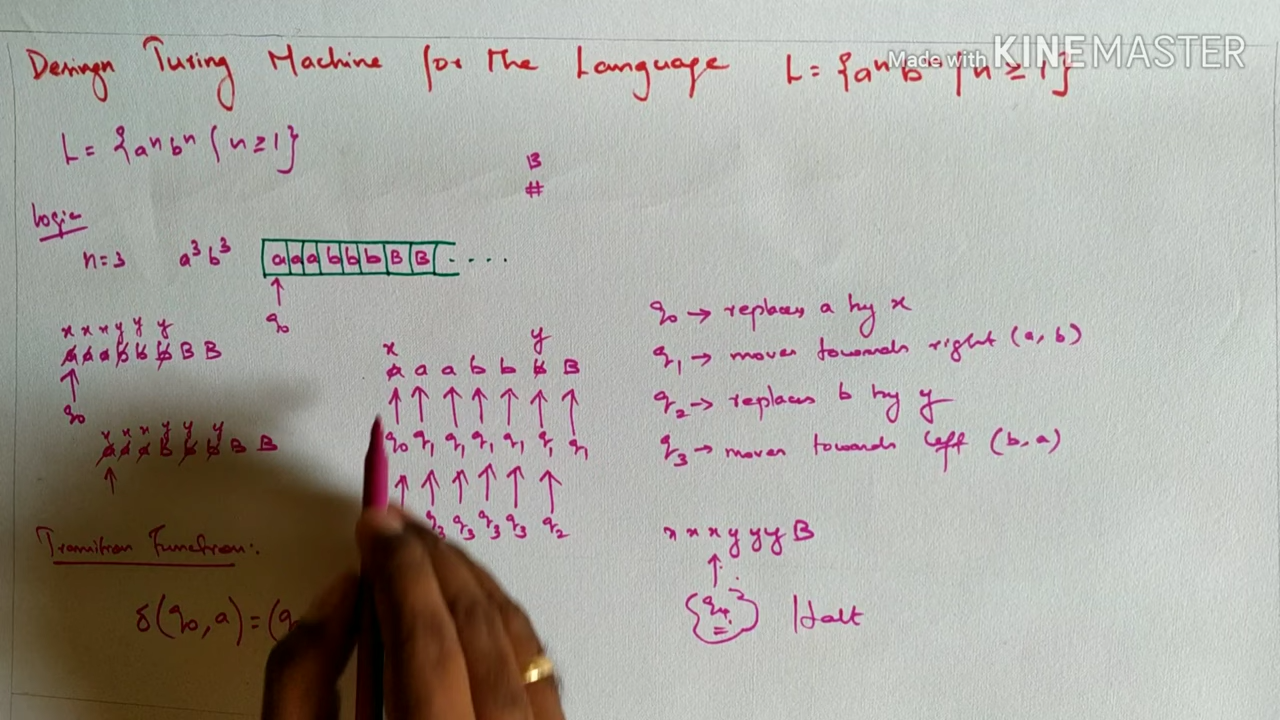 Design Turing Machine for the Language L = {aⁿbⁿ | n ≥ 1}
Made with KINEMASTER
L = {aⁿbⁿ | n ≥ 1}
B
#
Logic
n=3 a³b³ a a a b b b B B ....
q₀
x x x y y y
a a a b b b B B
q₀
x x x y y y
a a a b b b B B
x y
a a a b b b B
q₀ q₁ q₁ q₁ q₁ q₁ q₁
q₃ q₃ q₃ q₃ q₂
q₀ → replaces a by x
q₁ → moves towards right (a, b)
q₂ → replaces b by y
q₃ → moves towards left (b, a)
x x x y y y B
{q₄} Halt
Transition Function:-
δ(q₀, a) = (q